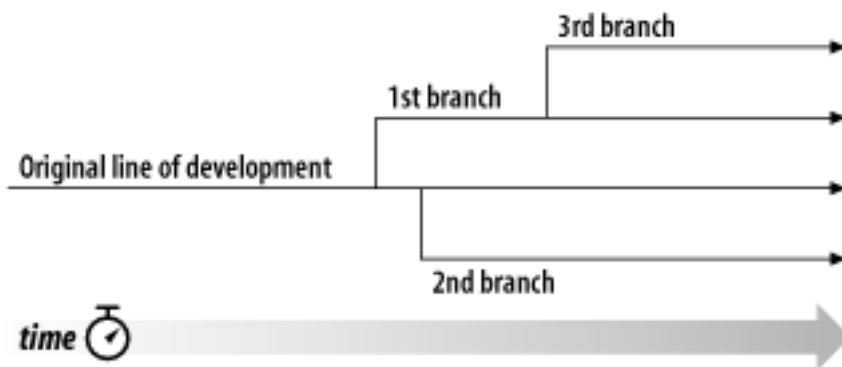 3rd branch
1st branch
Original line of development
2nd branch
time